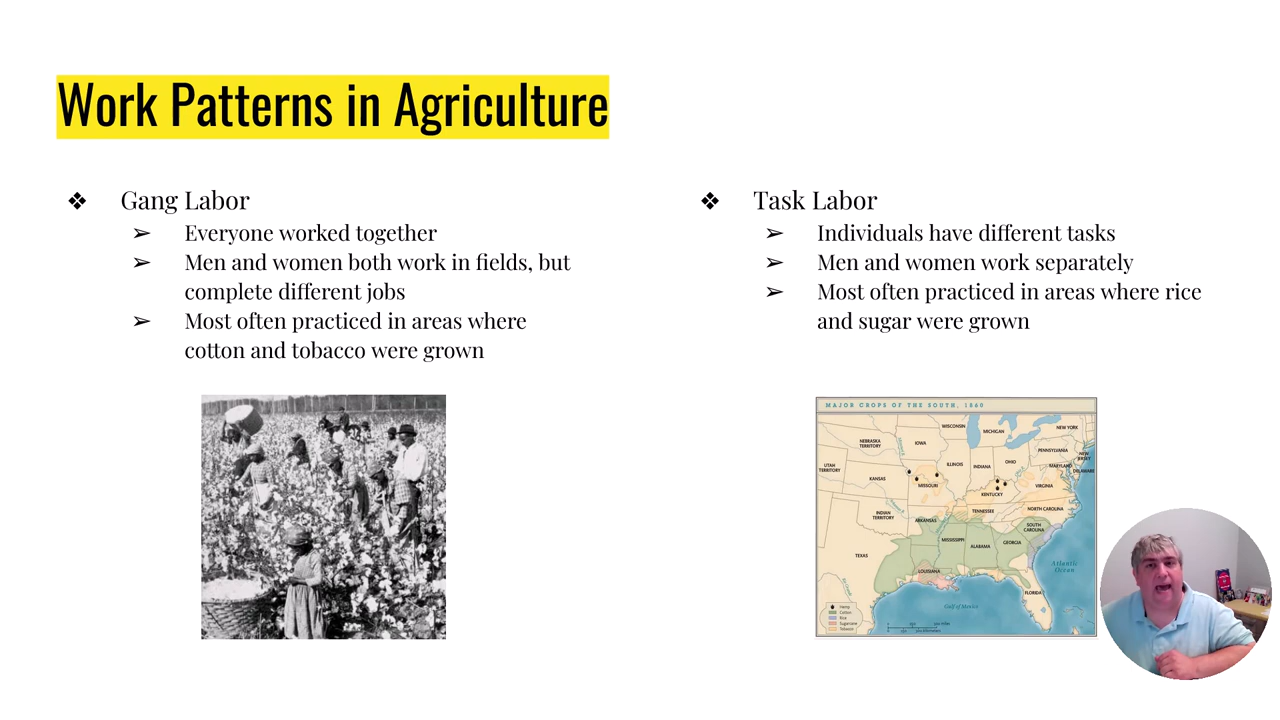 Work Patterns in Agriculture
❖ Gang Labor
➢ Everyone worked together
➢ Men and women both work in fields, but
complete different jobs
➢ Most often practiced in areas where
cotton and tobacco were grown
❖ Task Labor
➢ Individuals have different tasks
➢ Men and women work separately
➢ Most often practiced in areas where rice
and sugar were grown
MAJOR CROPS OF THE SOUTH, 1860
WISCONSIN
MICHIGAN
NEW YORK
NEBRASKA
TERRITORY
IOWA
PENNSYLVANIA
NEW
JERSEY
UTAH
TERRITORY
ILLINOIS
INDIANA
OHIO
MARYLAND
DELAWARE
KANSAS
MISSOURI
KENTUCKY
VIRGINIA
INDIAN
TERRITORY
ARKANSAS
TENNESSEE
NORTH CAROLINA
SOUTH
CAROLINA
TEXAS
MISSISSIPPI
ALABAMA
GEORGIA
LOUISIANA
FLORIDA
Atlantic
Ocean
Gulf of Mexico
Hemp
Cotton
Rice
Sugarcane
Tobacco